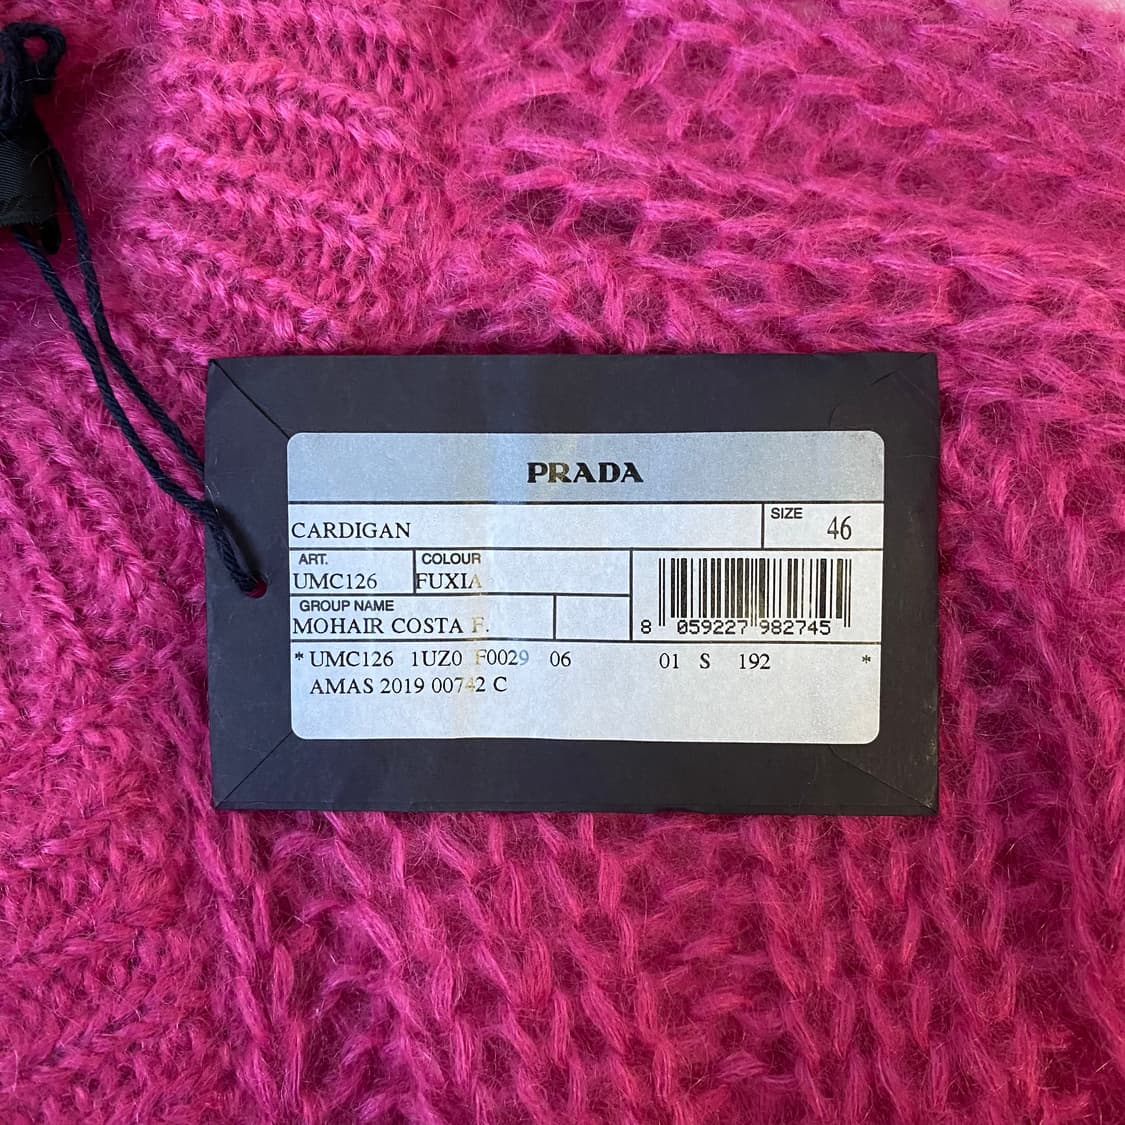 PRADA
CARDIGAN
SIZE 46
ART. COLOUR
UMC126 FUXIA
GROUP NAME
MOHAIR COSTA F.
8 059227 982745
* UMC126 1UZ0 F0029 06 01 S 192 *
AMAS 2019 00742 C